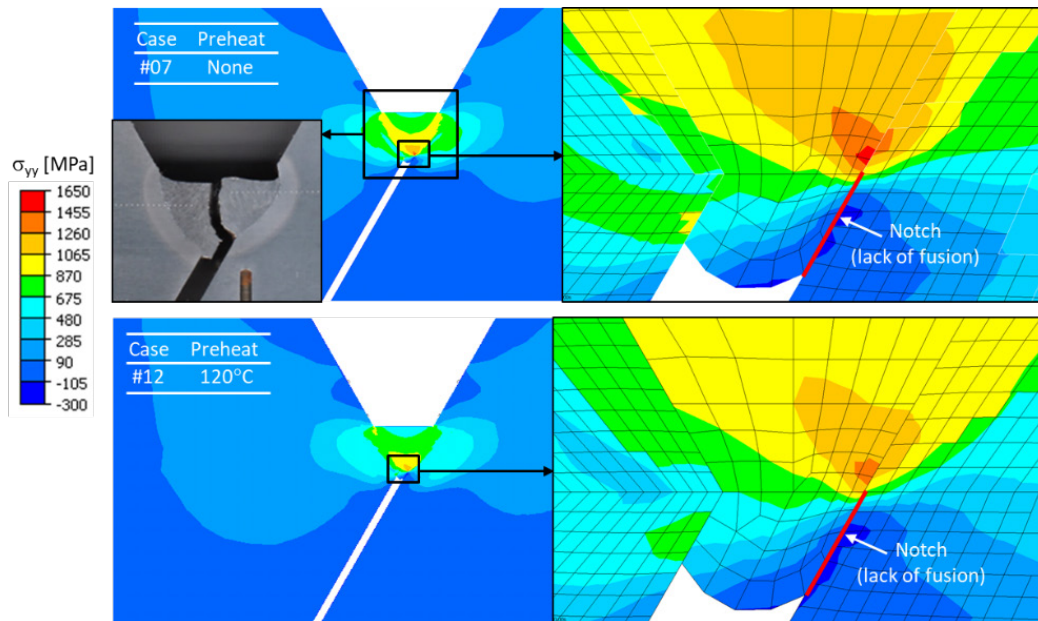 Case Preheat
#07 None
σyy [MPa]
1650
1455
1260
1065
870
675
480
285
90
-105
-300
Notch
(lack of fusion)
Case Preheat
#12 120°C
Notch
(lack of fusion)